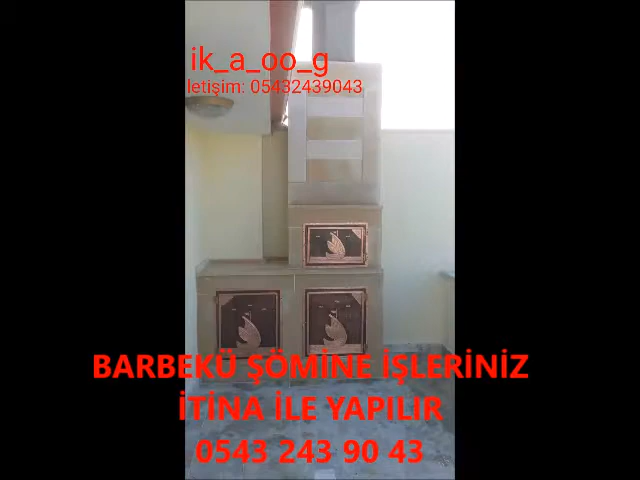 ik_a_oo_g
letişim: 05432439043
BARBEKÜ ŞÖMİNE İŞLERİNİZ
İTİNA İLE YAPILIR
0543 243 90 43